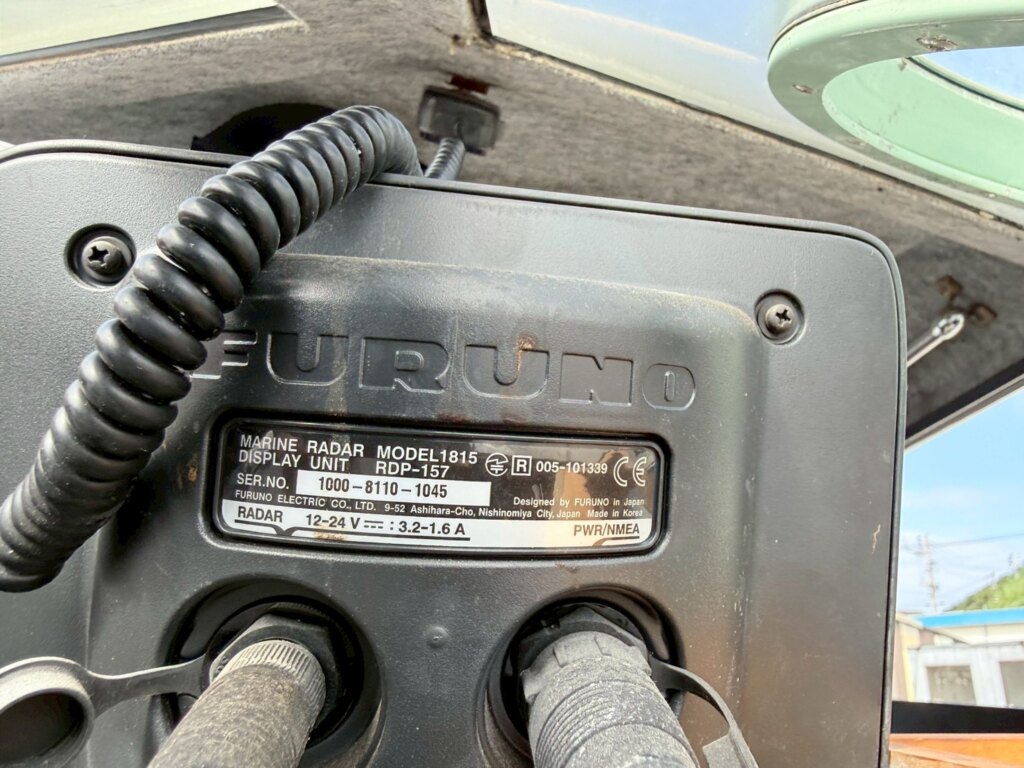 FURUNO
MARINE RADAR MODEL1815
DISPLAY UNIT RDP-157
R 005-101339 CE
SER.NO. 1000-8110-1045
Designed by FURUNO in Japan
FURUNO ELECTRIC CO., LTD. 9-52 Ashihara-Cho, Nishinomiya City, Japan Made in Korea
RADAR 12-24 V ⎓ : 3.2-1.6 A PWR/NMEA